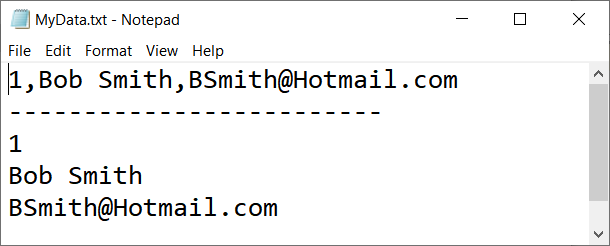 MyData.txt - Notepad
File Edit Format View Help
1,Bob Smith,BSmith@Hotmail.com
-------------------------
1
Bob Smith
BSmith@Hotmail.com